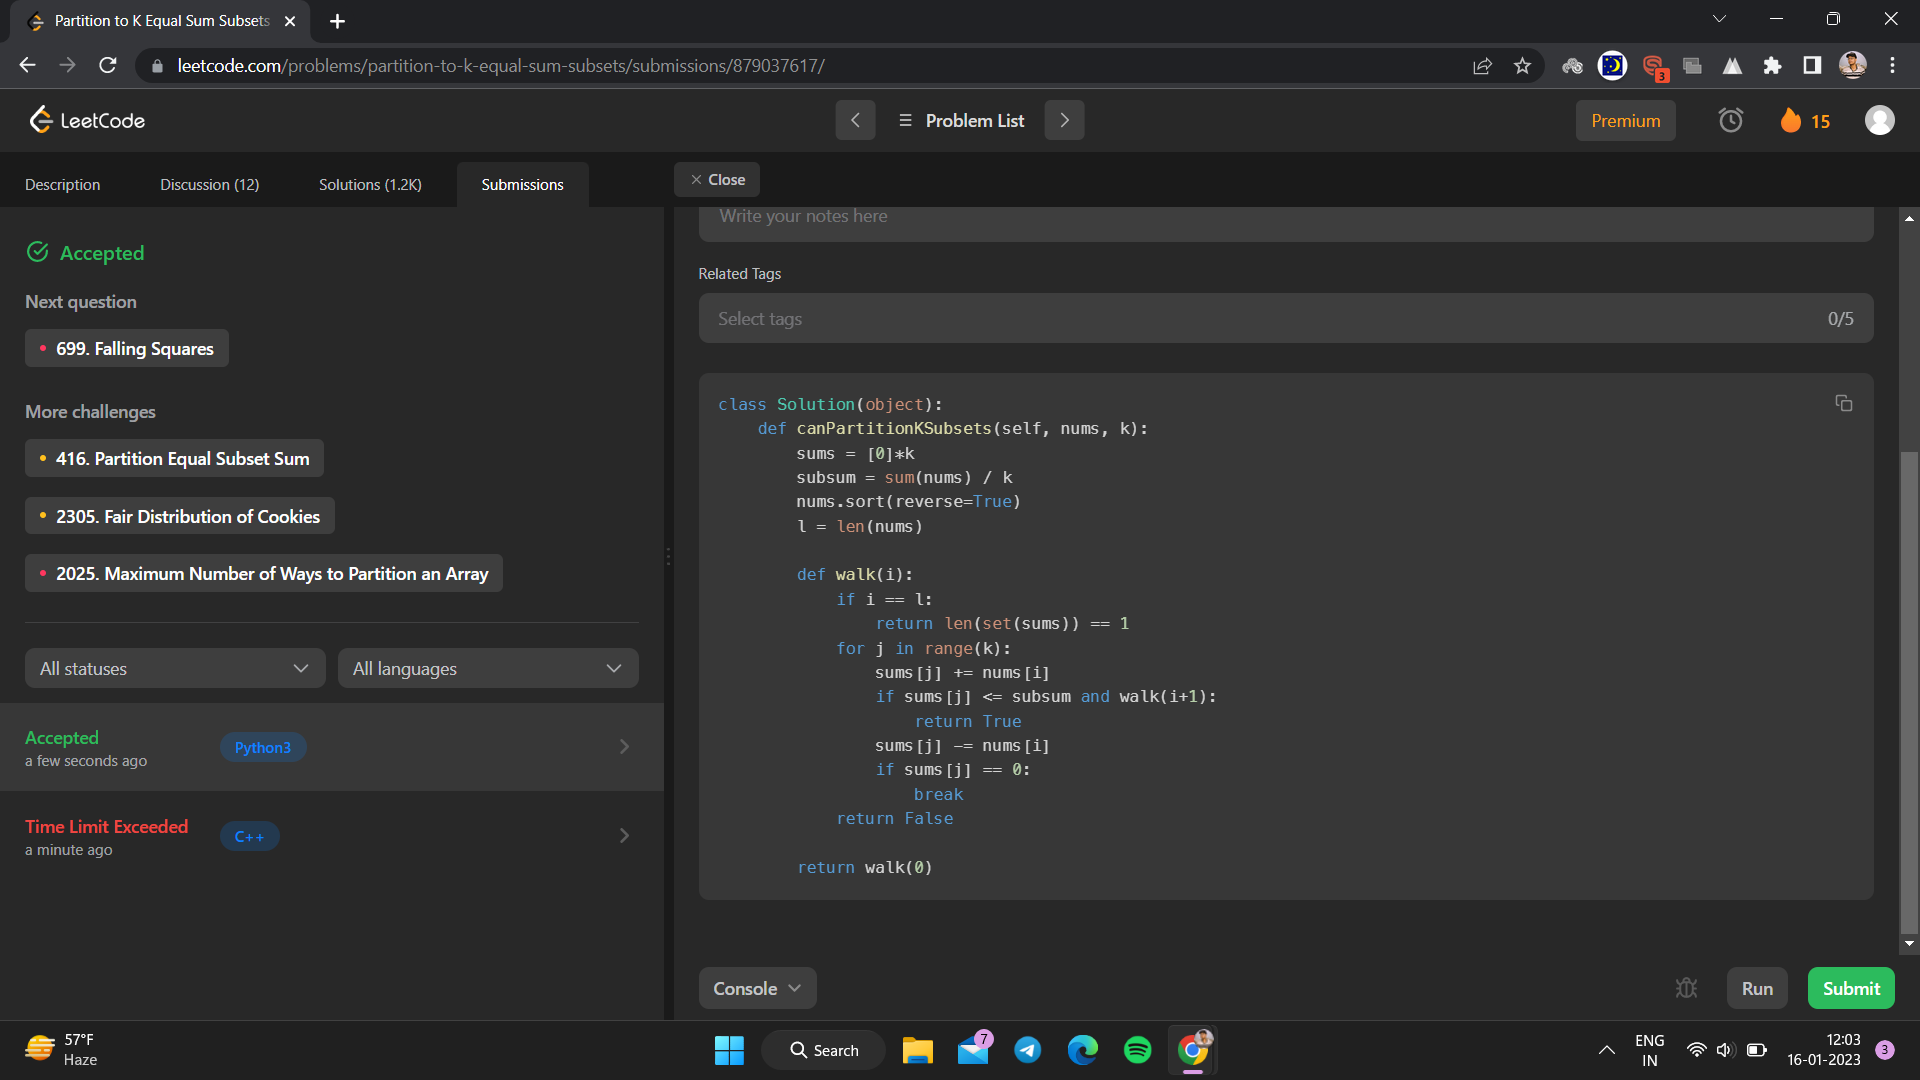 Partition to K Equal Sum Subsets
leetcode.com/problems/partition-to-k-equal-sum-subsets/submissions/879037617/
3
LeetCode
Problem List
Premium
15
Description
Discussion (12)
Solutions (1.2K)
Submissions
Close
Accepted
Next question
699. Falling Squares
More challenges
416. Partition Equal Subset Sum
2305. Fair Distribution of Cookies
2025. Maximum Number of Ways to Partition an Array
All statuses
All languages
Accepted
a few seconds ago
Python3
Time Limit Exceeded
a minute ago
C++
Write your notes here
Related Tags
Select tags
0/5
class Solution(object):
    def canPartitionKSubsets(self, nums, k):
        sums = [0]*k
        subsum = sum(nums) / k
        nums.sort(reverse=True)
        l = len(nums)
        def walk(i):
            if i == l:
                return len(set(sums)) == 1
            for j in range(k):
                sums[j] += nums[i]
                if sums[j] <= subsum and walk(i+1):
                    return True
                sums[j] -= nums[i]
                if sums[j] == 0:
                    break
            return False
        return walk(0)
Console
Run
Submit
57°F
Haze
Search
7
ENG
IN
12:03
16-01-2023
3